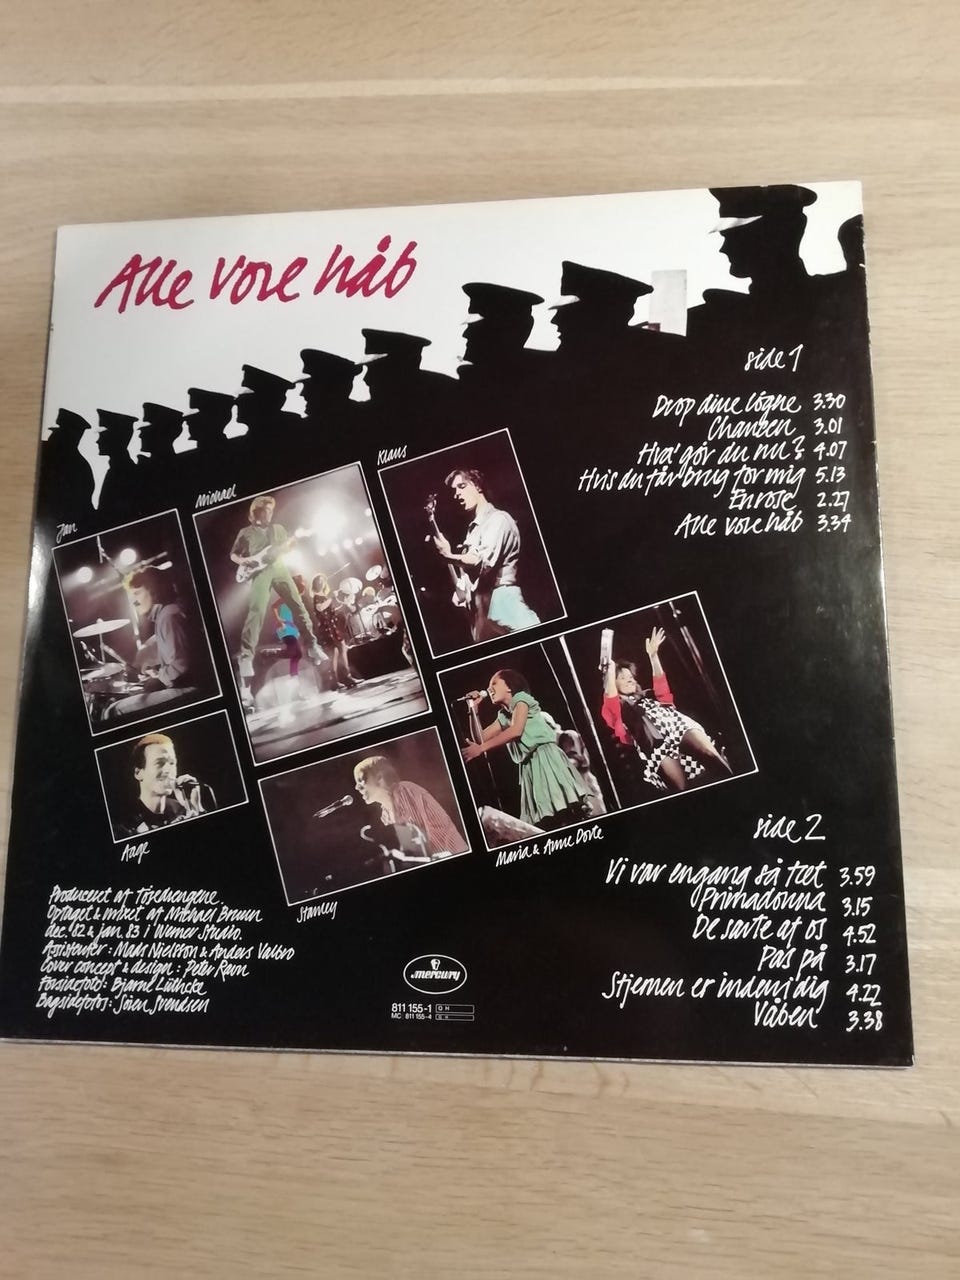 Alle vore håb
side 1
Drop dine løgne 3.30
Chancen 3.01
Hva' gør du nu? 4.07
Hvis du får brug for mig 5.13
En rose 2.27
Alle vore håb 3.34
Jan
Michael
Klaus
Aage
Stanley
Maria & Anne Dorte
side 2
Vi var engang så tæt 3.59
Primadonna 3.15
De sarte af os 4.52
Pas på 3.17
Stjernen er indeni dig 4.22
Våben 3.38
Produceret af Tøsedrengene.
Optaget & mixet af Michael Bruun
dec. '82 & jan. 83 i Werner Studio.
Assistenter: Mads Nielsson & Anders Valbro
Cover concept & design: Peter Ravn
Forsidefoto: Bjarne Lüthcke
Bagsidefotos: Søren Svendsen
mercury
811 155-1 Q H
MC: 811 155-4 Q H